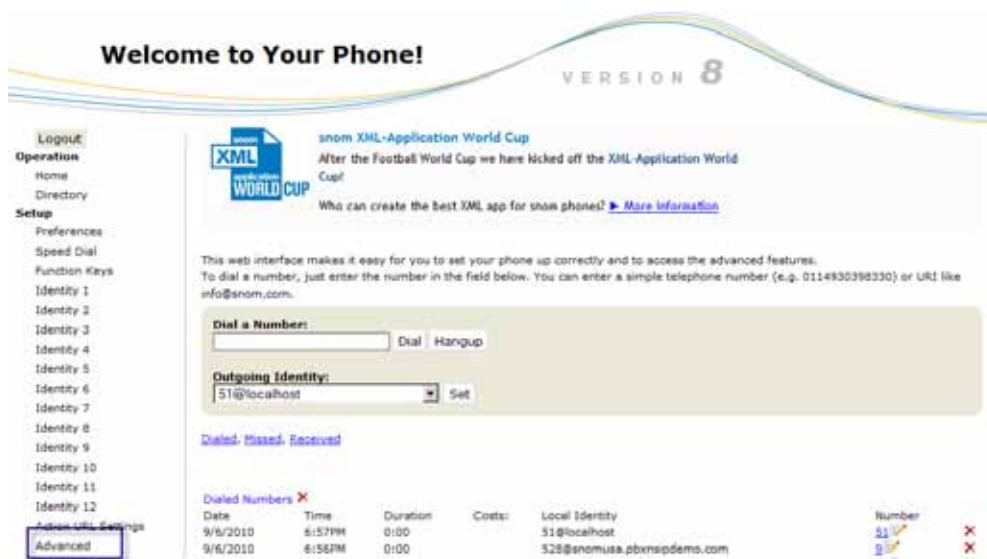 Welcome to Your Phone!
VERSION 8
Logout
Operation
Home
Directory
Setup
Preferences
Speed Dial
Function Keys
Identity 1
Identity 2
Identity 3
Identity 4
Identity 5
Identity 6
Identity 7
Identity 8
Identity 9
Identity 10
Identity 11
Identity 12
Action URL Settings
Advanced
snom
XML
application
WORLD CUP
snom XML-Application World Cup
After the Football World Cup we have kicked off the XML-Application World
Cup!
Who can create the best XML app for snom phones? ▶ More Information
This web interface makes it easy for you to set your phone up correctly and to access the advanced features.
To dial a number, just enter the number in the field below. You can enter a simple telephone number (e.g. 0114930398330) or URI like
info@snom.com.
Dial a Number:
Dial Hangup
Outgoing Identity:
51@localhost Set
Dialed, Missed, Received
Dialed Numbers
Date Time Duration Costs: Local Identity Number
9/6/2010 6:57PM 0:00 51@localhost 51
9/6/2010 6:56PM 0:00 528@snomusa.pbxnsipdemo.com 9